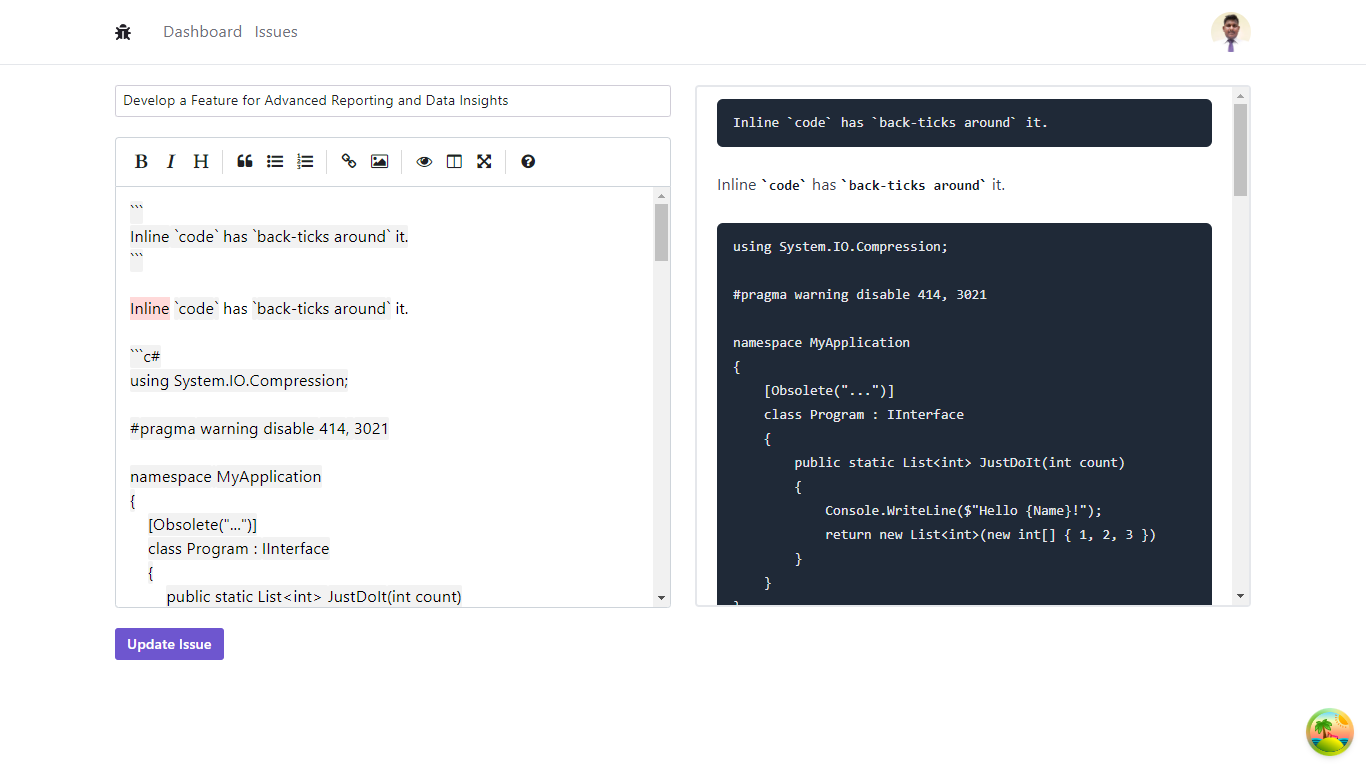 Dashboard Issues
Develop a Feature for Advanced Reporting and Data Insights
B I H
```
Inline `code` has `back-ticks around` it.
```
Inline `code` has `back-ticks around` it.
```c#
using System.IO.Compression;
#pragma warning disable 414, 3021
namespace MyApplication
{
[Obsolete("...")]
class Program : IInterface
{
public static List<int> JustDoIt(int count)
Update Issue
Inline `code` has `back-ticks around` it.
Inline `code` has `back-ticks around` it.
using System.IO.Compression;
#pragma warning disable 414, 3021
namespace MyApplication
{
[Obsolete("...")]
class Program : IInterface
{
public static List<int> JustDoIt(int count)
{
Console.WriteLine($"Hello {Name}!");
return new List<int>(new int[] { 1, 2, 3 })
}
}